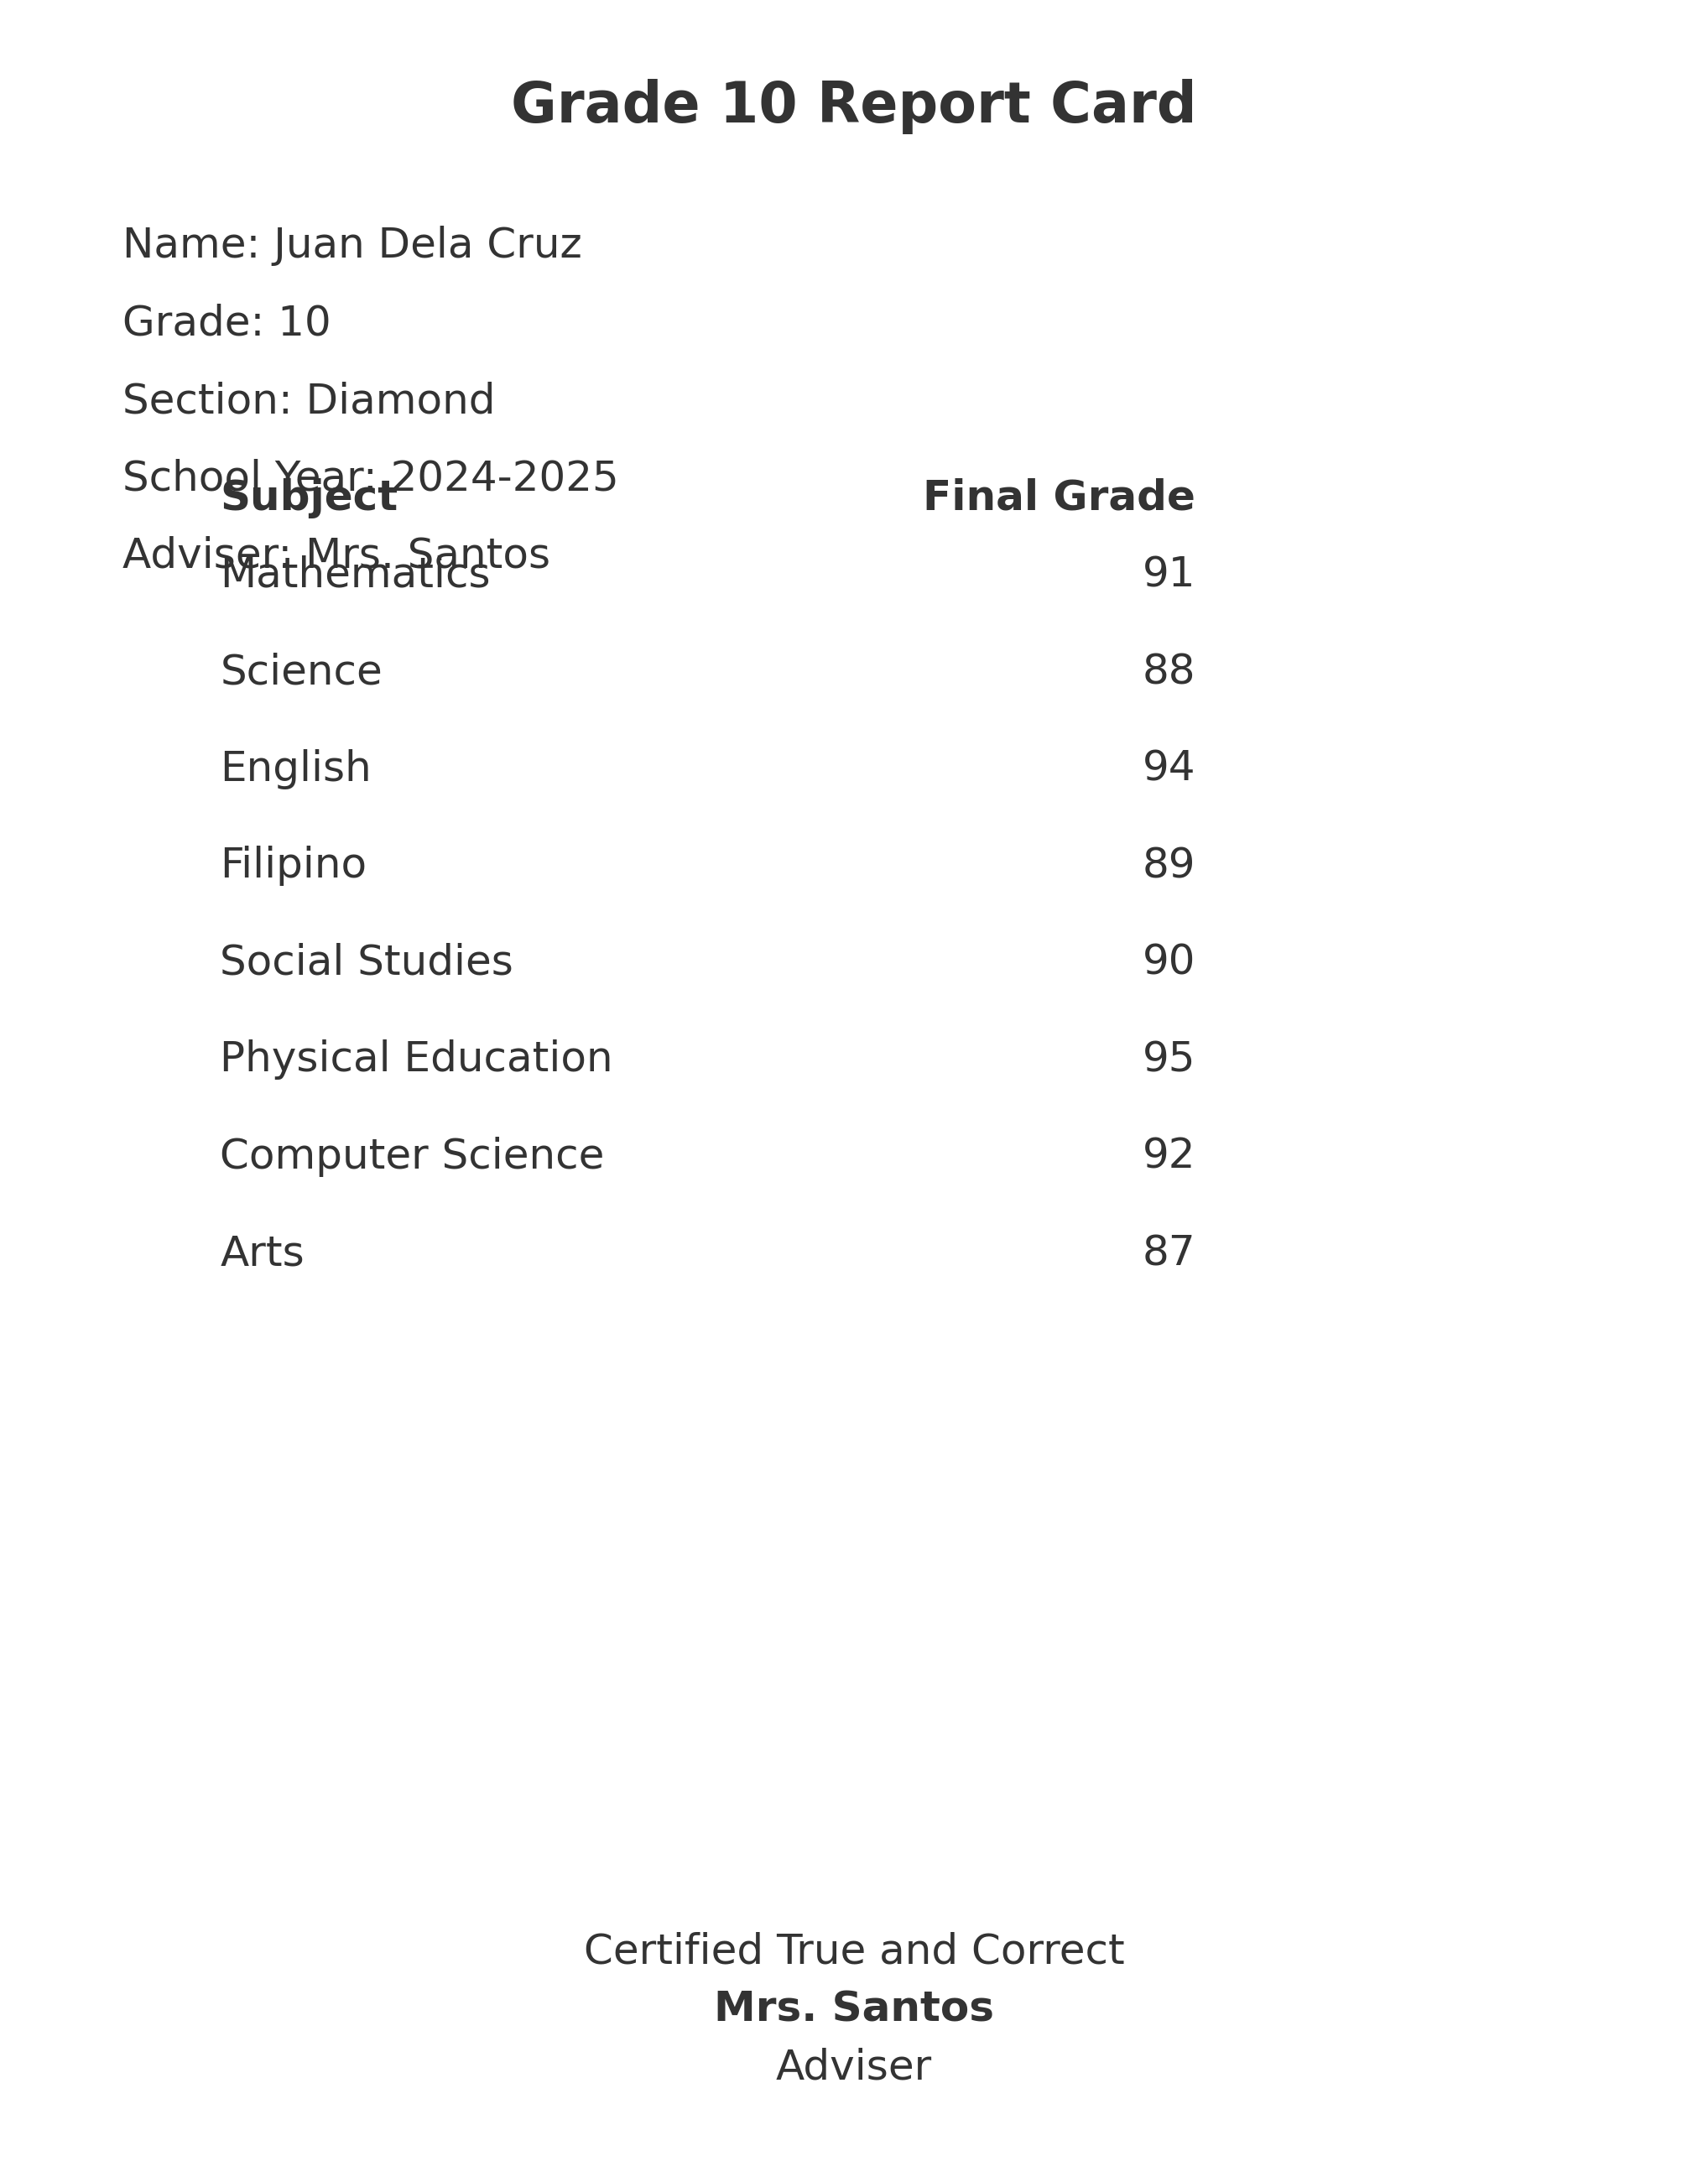 Grade 10 Report Card
Name: Juan Dela Cruz
Grade: 10
Section: Diamond
School Year: 2024-2025
Subject Final Grade
Adviser: Mrs. Santos
Mathematics 91
Science 88
English 94
Filipino 89
Social Studies 90
Physical Education 95
Computer Science 92
Arts 87
Certified True and Correct
Mrs. Santos
Adviser